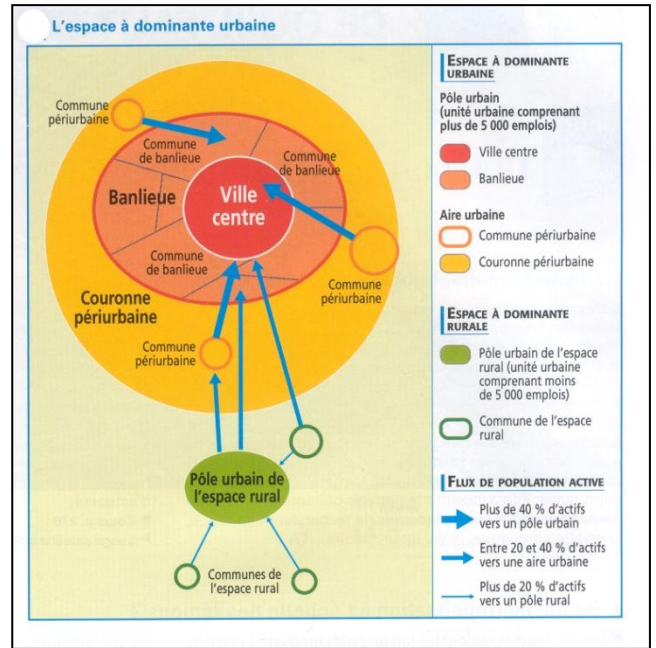 L'espace à dominante urbaine
Commune
périurbaine
Commune
de banlieue
Commune
de banlieue
Banlieue
Ville
centre
Commune
de banlieue
Commune
périurbaine
Couronne
périurbaine
Commune
périurbaine
Pôle urbain de
l'espace rural
Communes de
l'espace rural
ESPACE À DOMINANTE
URBAINE
Pôle urbain
(unité urbaine comprenant
plus de 5 000 emplois)
Ville centre
Banlieue
Aire urbaine
Commune périurbaine
Couronne périurbaine
ESPACE À DOMINANTE
RURALE
Pôle urbain de l'espace
rural (unité urbaine
comprenant moins
de 5 000 emplois)
Commune de l'espace
rural
FLUX DE POPULATION ACTIVE
Plus de 40 % d'actifs
vers un pôle urbain
Entre 20 et 40 % d'actifs
vers une aire urbaine
Plus de 20 % d'actifs
vers un pôle rural